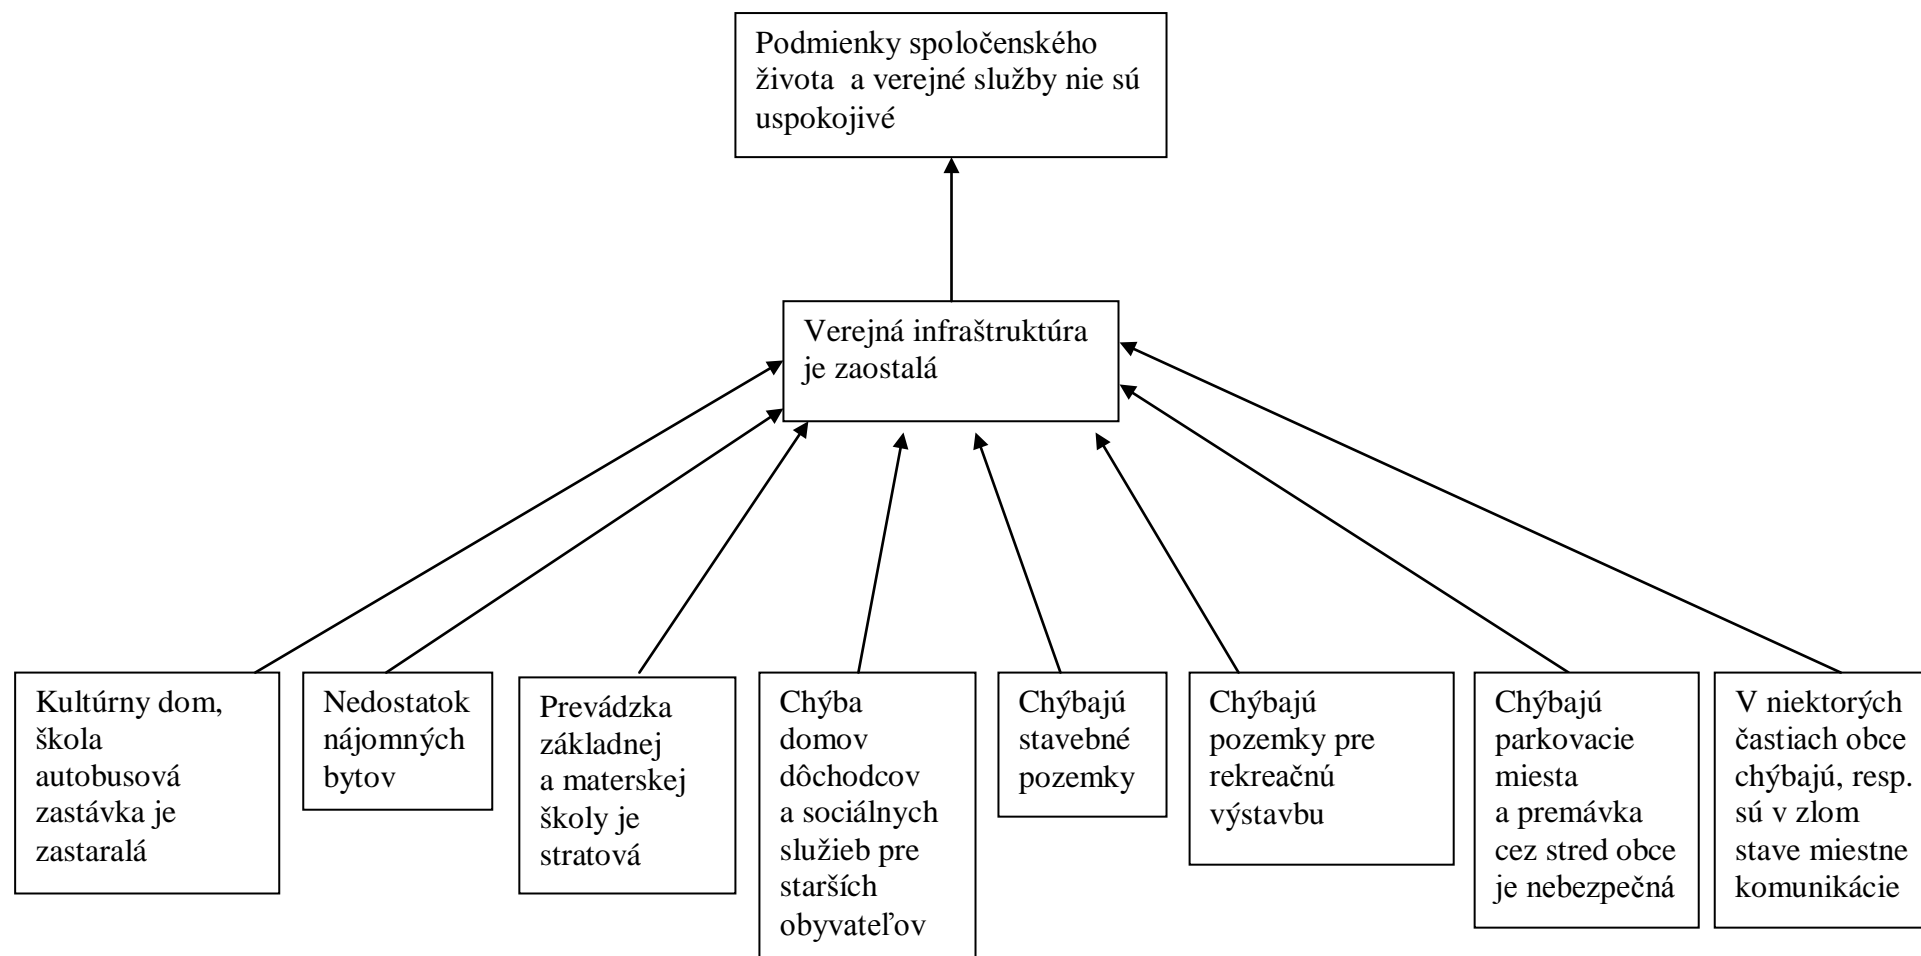 Podmienky spoločenského
života  a verejné služby nie sú
uspokojivé
Verejná infraštruktúra
je zaostalá
Kultúrny dom,
škola
autobusová
zastávka je
zastaralá
Nedostatok
nájomných
bytov
Prevádzka
základnej
a materskej
školy je
stratová
Chýba
domov
dôchodcov
a sociálnych
služieb pre
starších
obyvateľov
Chýbajú
stavebné
pozemky
Chýbajú
pozemky pre
rekreačnú
výstavbu
Chýbajú
parkovacie
miesta
a premávka
cez stred obce
je nebezpečná
V niektorých
častiach obce
chýbajú, resp.
sú v zlom
stave miestne
komunikácie